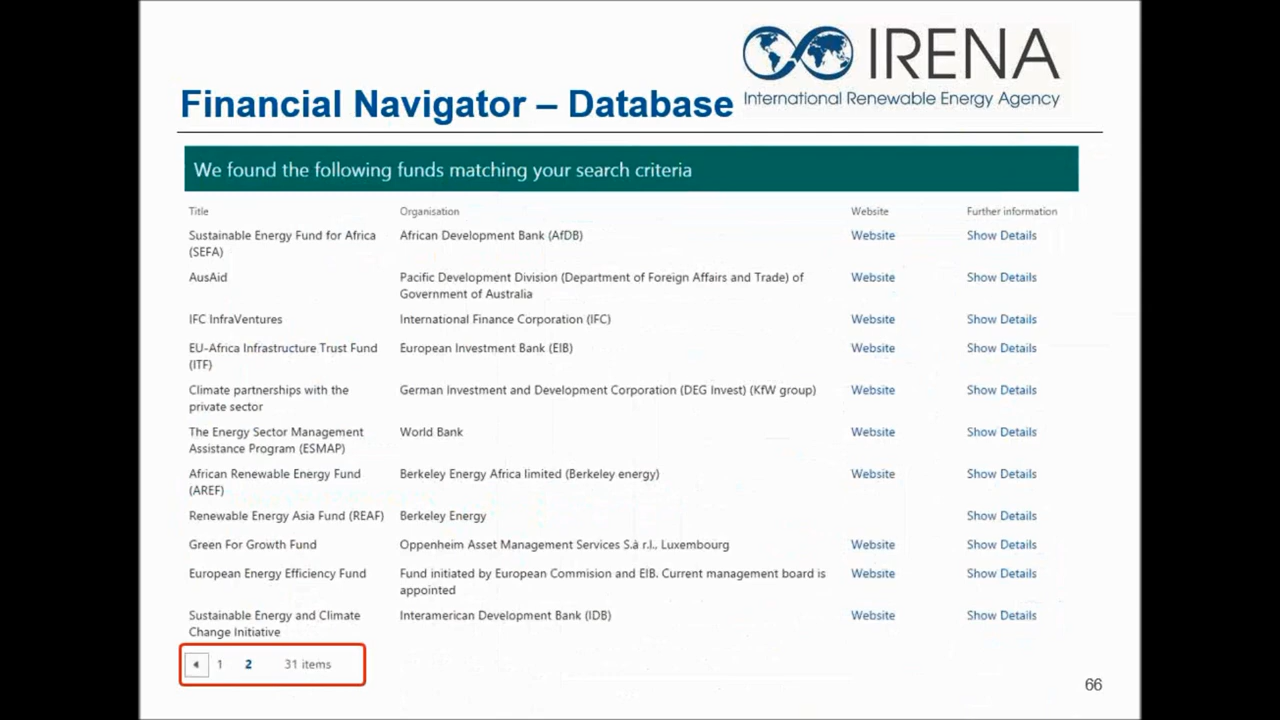 IRENA
International Renewable Energy Agency
Financial Navigator – Database
We found the following funds matching your search criteria
Title Organisation Website Further information
Sustainable Energy Fund for Africa African Development Bank (AfDB) Website Show Details
(SEFA)
AusAid Pacific Development Division (Department of Foreign Affairs and Trade) of Website Show Details
Government of Australia
IFC InfraVentures International Finance Corporation (IFC) Website Show Details
EU-Africa Infrastructure Trust Fund European Investment Bank (EIB) Website Show Details
(ITF)
Climate partnerships with the German Investment and Development Corporation (DEG Invest) (KfW group) Website Show Details
private sector
The Energy Sector Management World Bank Website Show Details
Assistance Program (ESMAP)
African Renewable Energy Fund Berkeley Energy Africa limited (Berkeley energy) Website Show Details
(AREF)
Renewable Energy Asia Fund (REAF) Berkeley Energy Show Details
Green For Growth Fund Oppenheim Asset Management Services S.à r.l., Luxembourg Website Show Details
European Energy Efficiency Fund Fund initiated by European Commision and EIB. Current management board is Website Show Details
appointed
Sustainable Energy and Climate Interamerican Development Bank (IDB) Website Show Details
Change Initiative
1 2 31 items
66